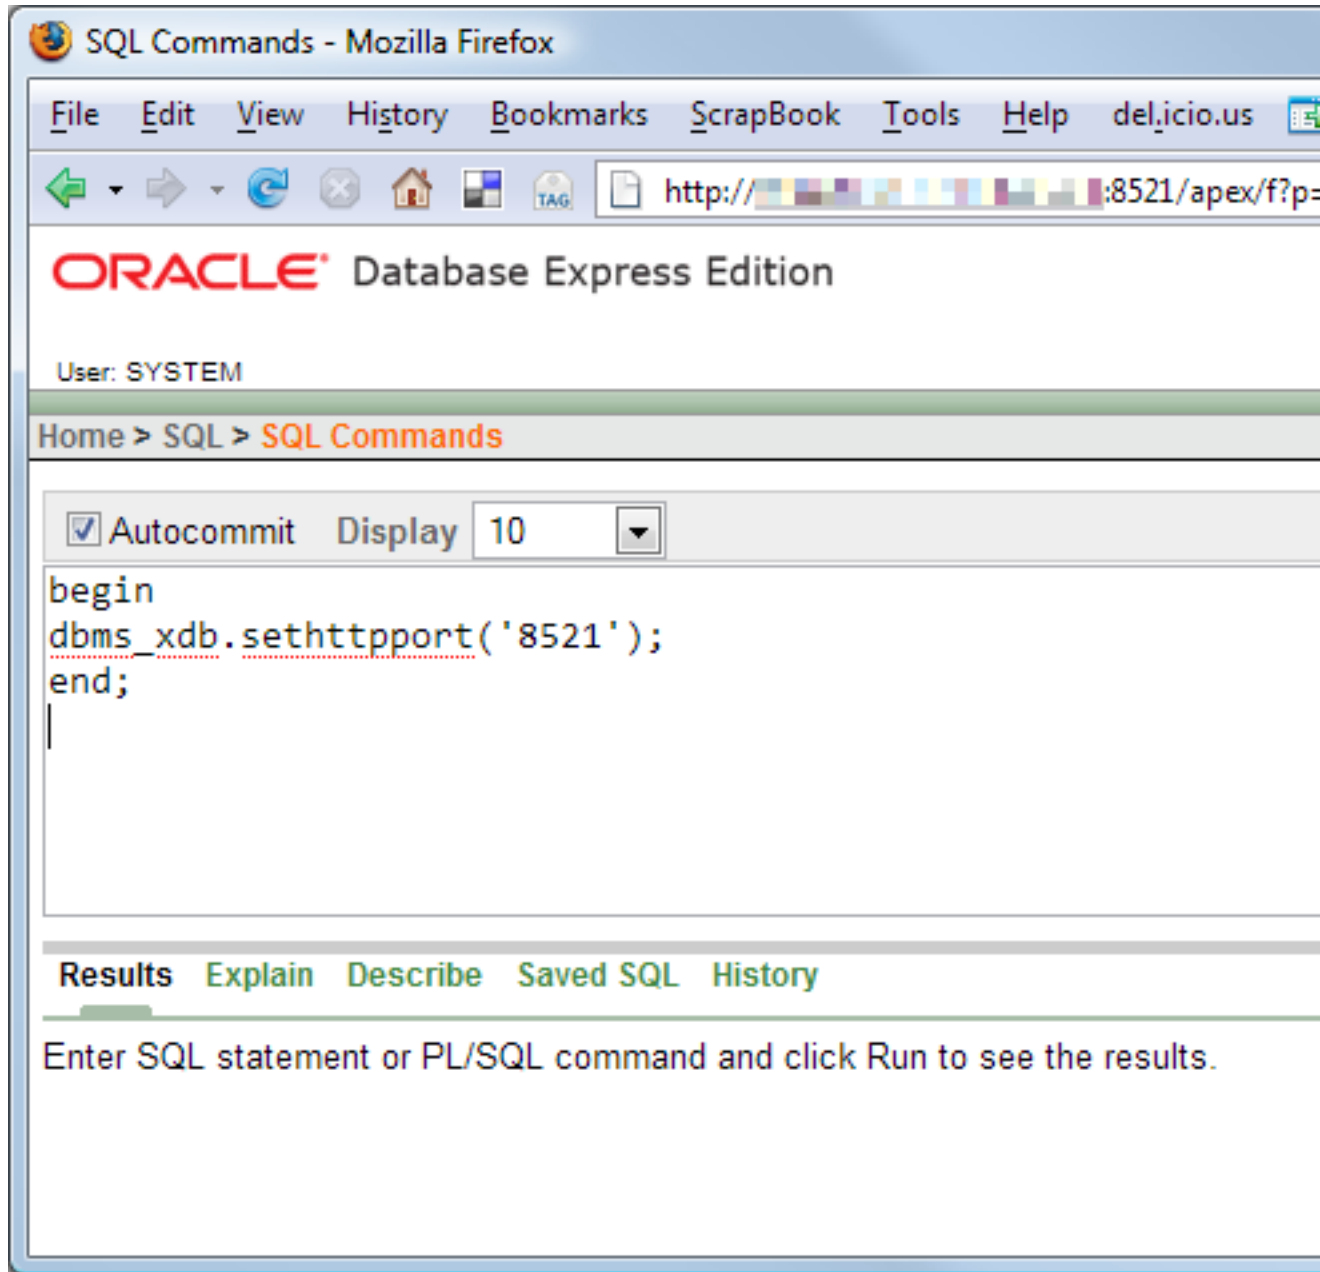 SQL Commands - Mozilla Firefox
File Edit View History Bookmarks ScrapBook Tools Help del.icio.us
TAG http:// :8521/apex/f?p=
ORACLE® Database Express Edition
User: SYSTEM
Home > SQL > SQL Commands
Autocommit Display 10
begin
dbms_xdb.sethttpport('8521');
end;
Results Explain Describe Saved SQL History
Enter SQL statement or PL/SQL command and click Run to see the results.